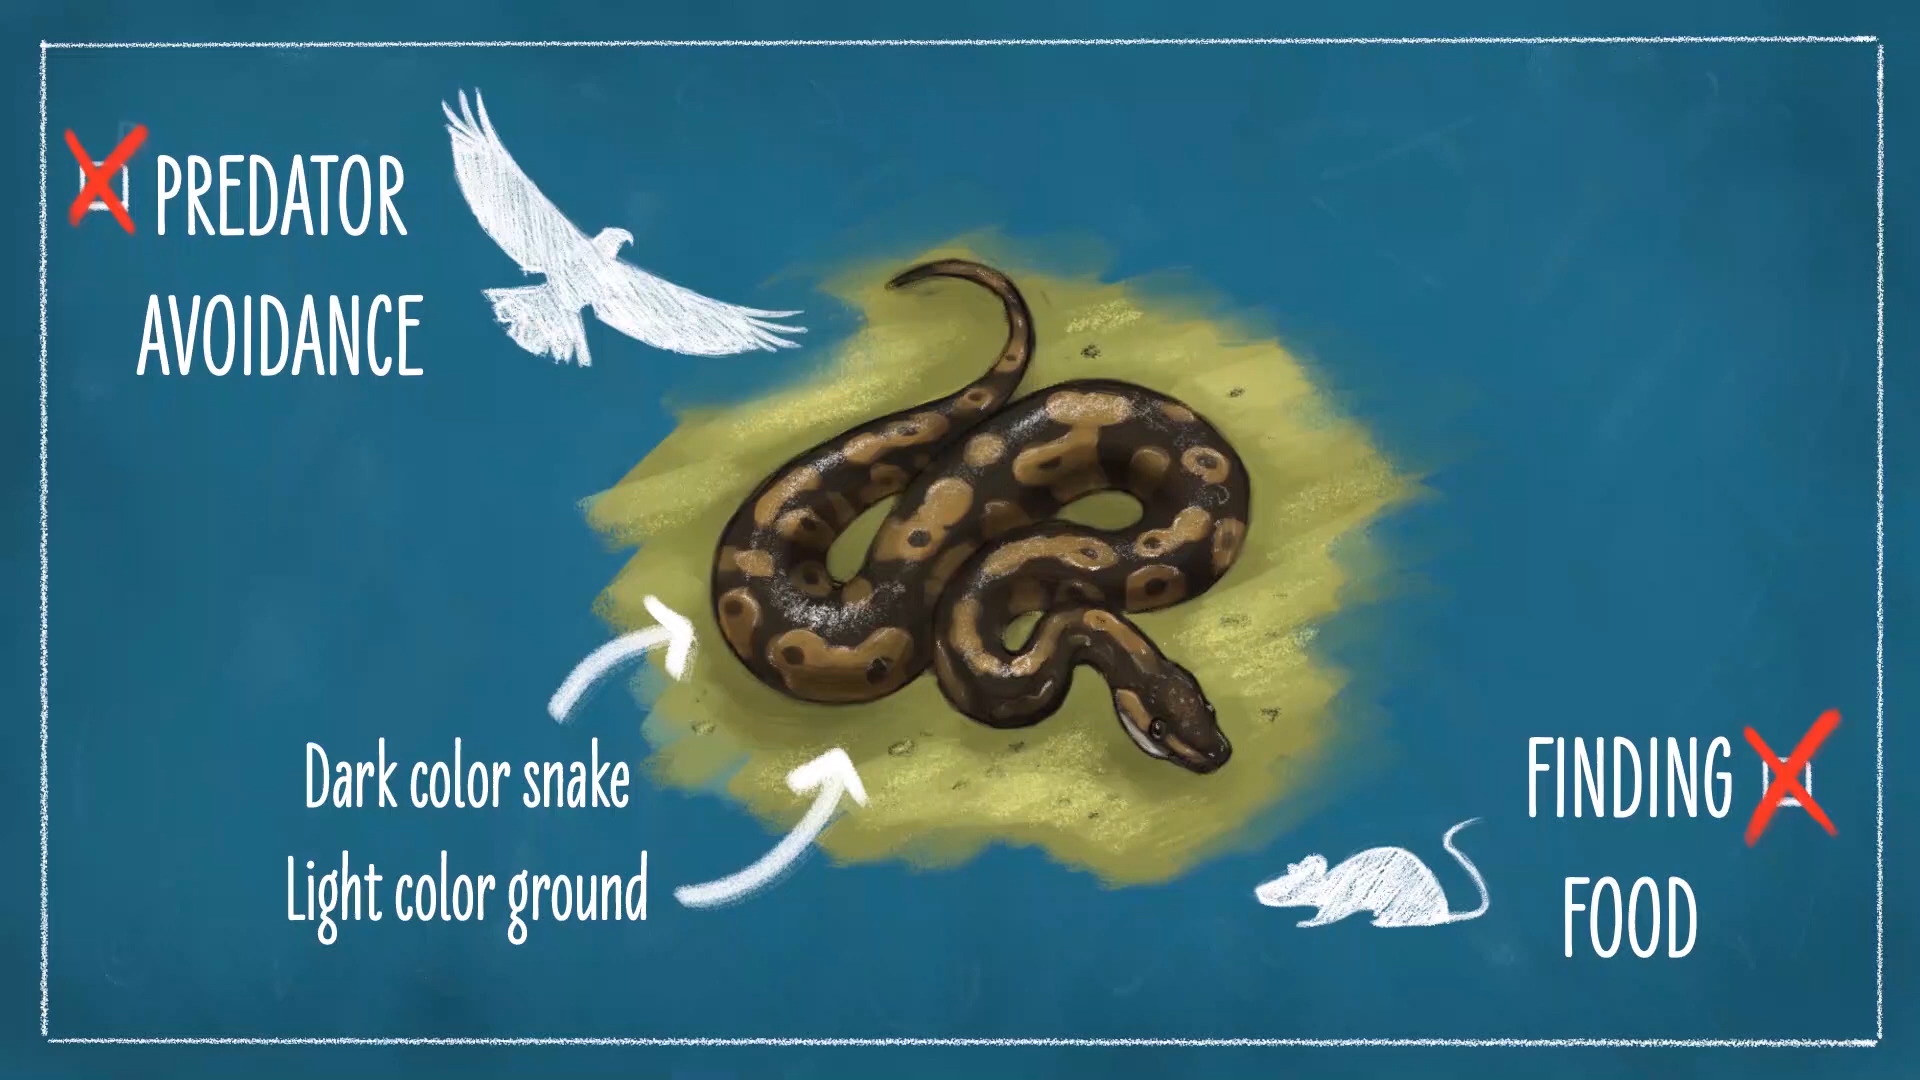 PREDATOR
AVOIDANCE
Dark color snake
Light color ground
FINDING
FOOD